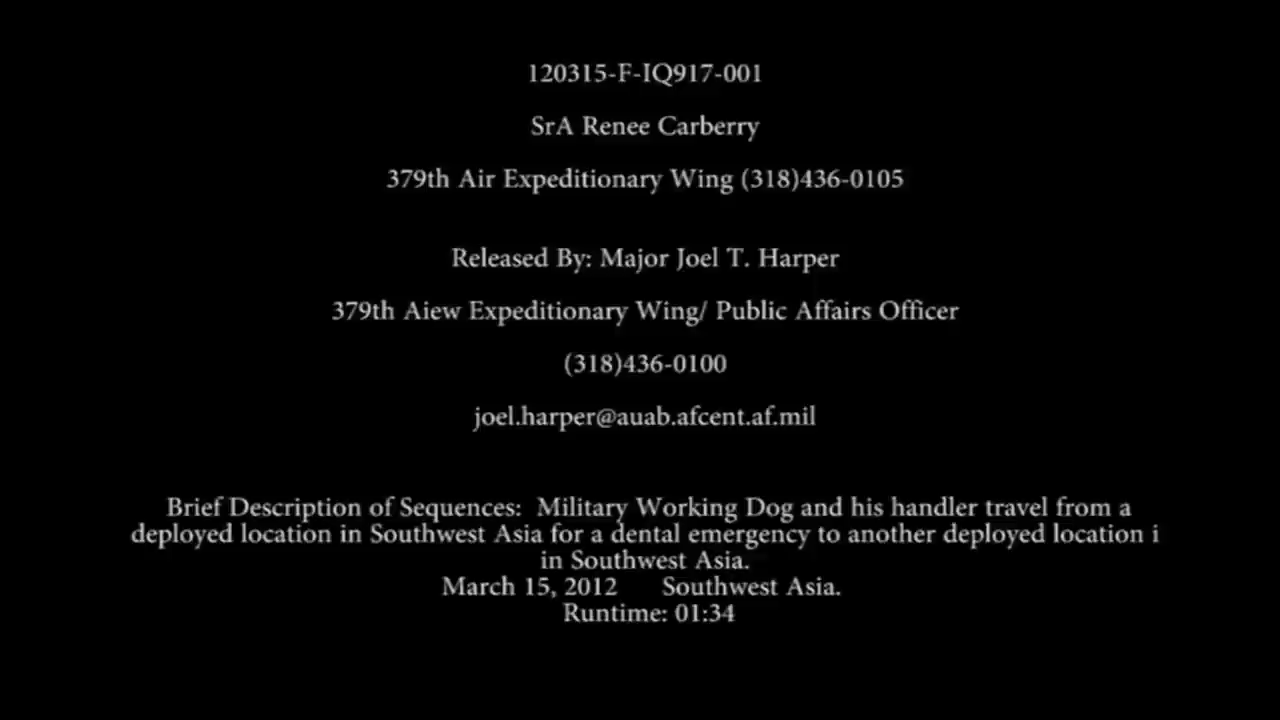 120315-F-IQ917-001
SrA Renee Carberry
379th Air Expeditionary Wing (318)436-0105
Released By: Major Joel T. Harper
379th Aiew Expeditionary Wing/ Public Affairs Officer
(318)436-0100
joel.harper@auab.afcent.af.mil
Brief Description of Sequences:  Military Working Dog and his handler travel from a
deployed location in Southwest Asia for a dental emergency to another deployed location i
in Southwest Asia.
March 15, 2012      Southwest Asia.
Runtime: 01:34